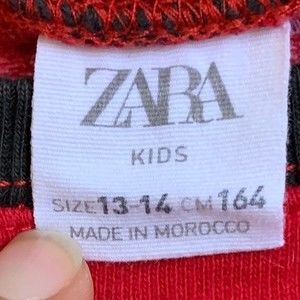 ZARA
KIDS
SIZE 13-14 CM 164
MADE IN MOROCCO